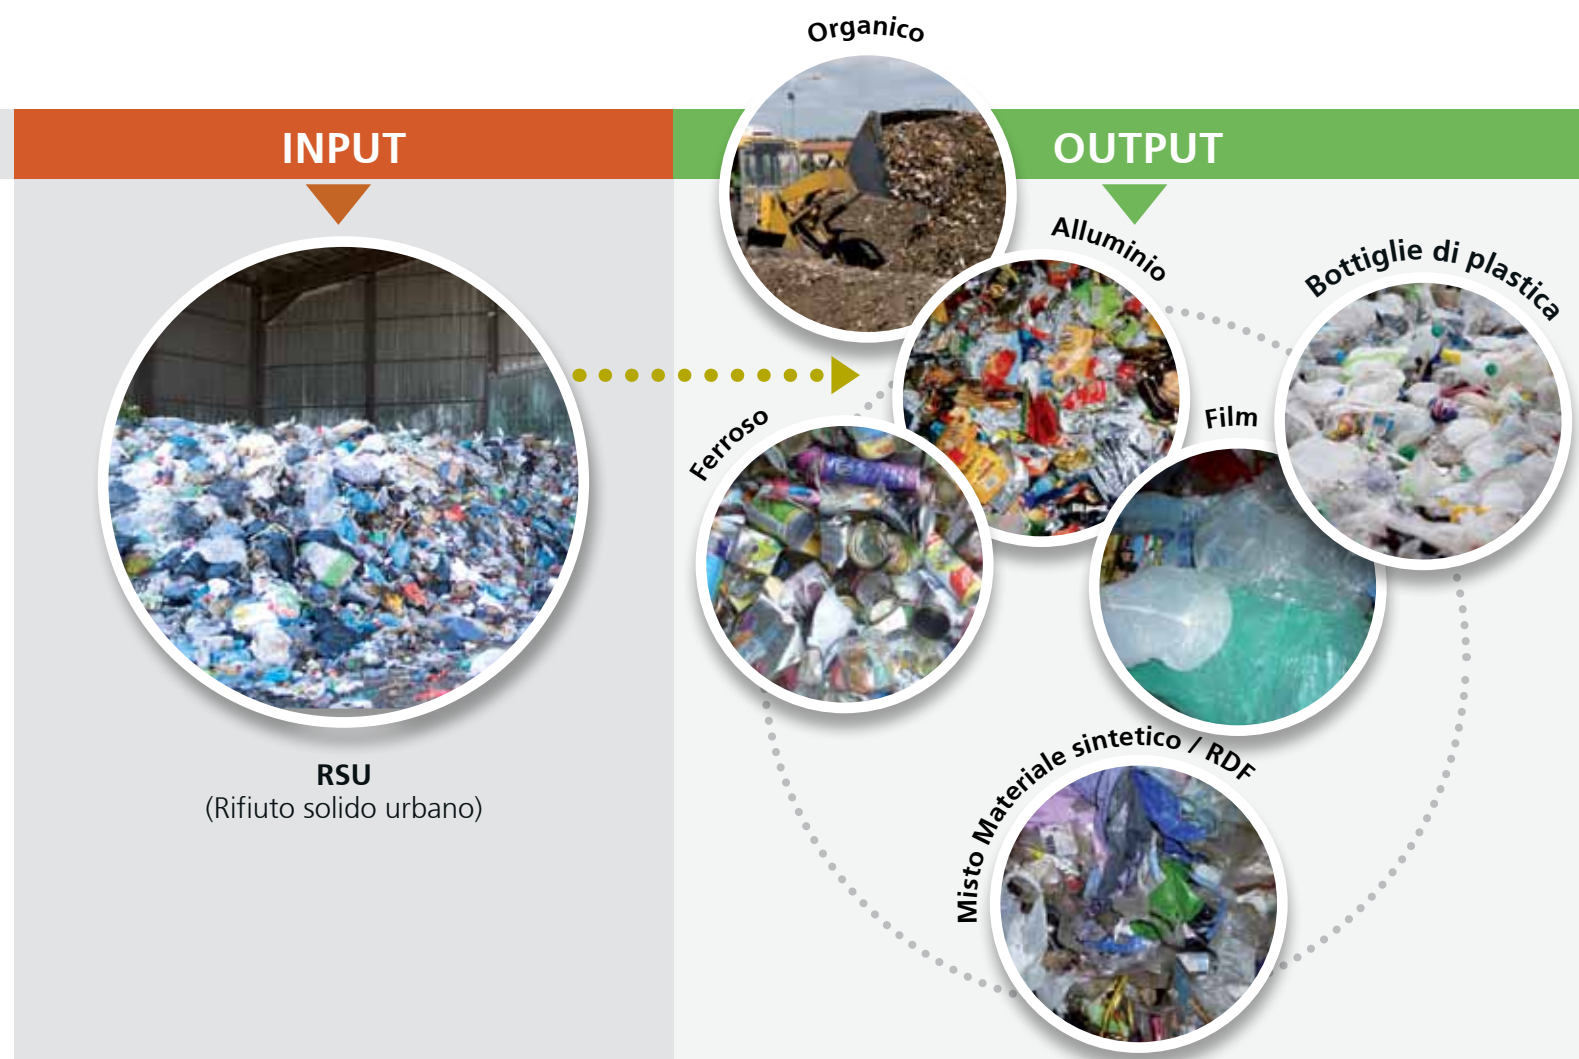 Organico
INPUT
OUTPUT
Alluminio
Bottiglie di plastica
Ferroso
Film
Misto Materiale sintetico / RDF
RSU
(Rifiuto solido urbano)